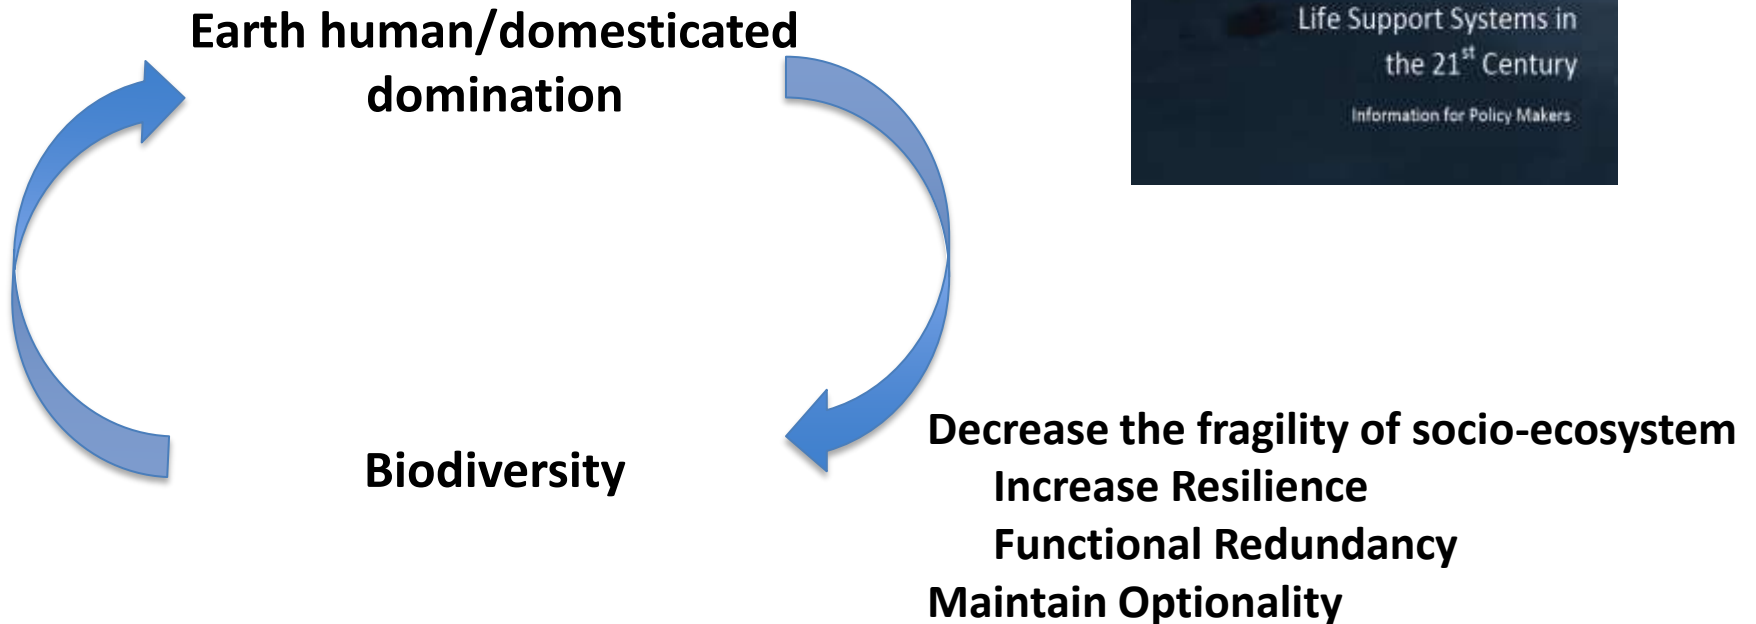 Earth human/domesticated
domination
Life Support Systems in
the 21st Century
Information for Policy Makers
Biodiversity
Decrease the fragility of socio-ecosystem
Increase Resilience
Functional Redundancy
Maintain Optionality